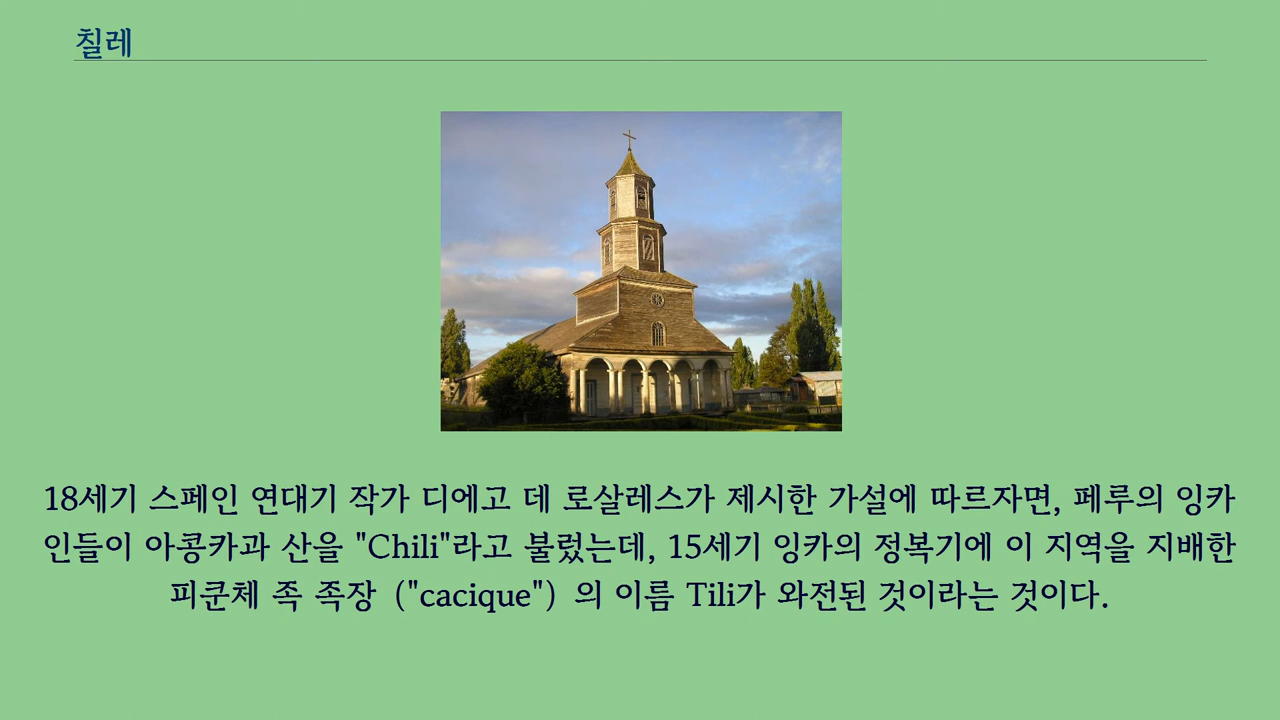 칠레
18세기 스페인 연대기 작가 디에고 데 로살레스가 제시한 가설에 따르자면, 페루의 잉카
인들이 아콩카과 산을 "Chili"라고 불렀는데, 15세기 잉카의 정복기에 이 지역을 지배한
피쿤체 족 족장 ("cacique") 의 이름 Tili가 와전된 것이라는 것이다.